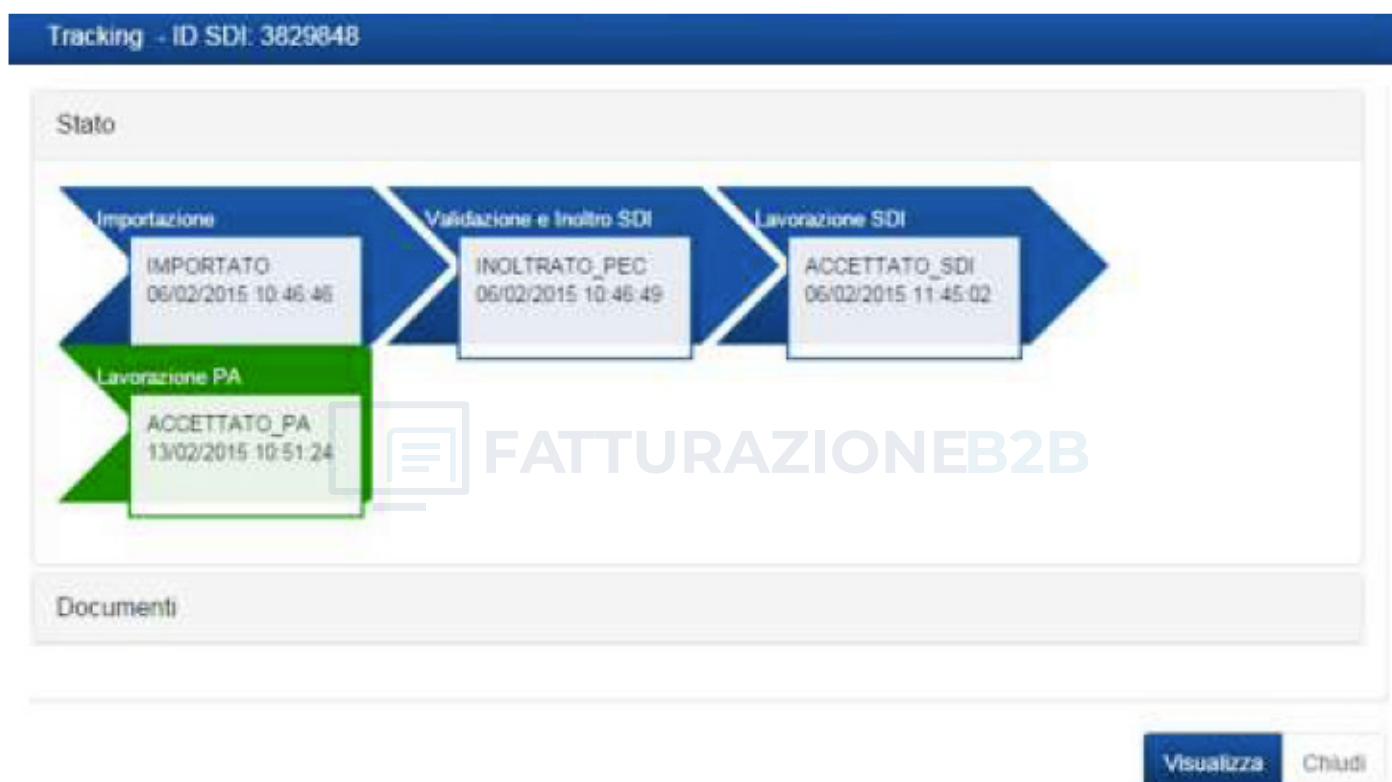 Tracking - ID SDI: 3829848
Stato
Importazione
IMPORTATO
06/02/2015 10:46:46
Validazione e Inoltro SDI
INOLTRATO_PEC
06/02/2015 10:46:49
Lavorazione SDI
ACCETTATO_SDI
06/02/2015 11:45:02
Lavorazione PA
ACCETTATO_PA
13/02/2015 10:51:24
FATTURAZIONEB2B
Documenti
Visualizza
Chiudi